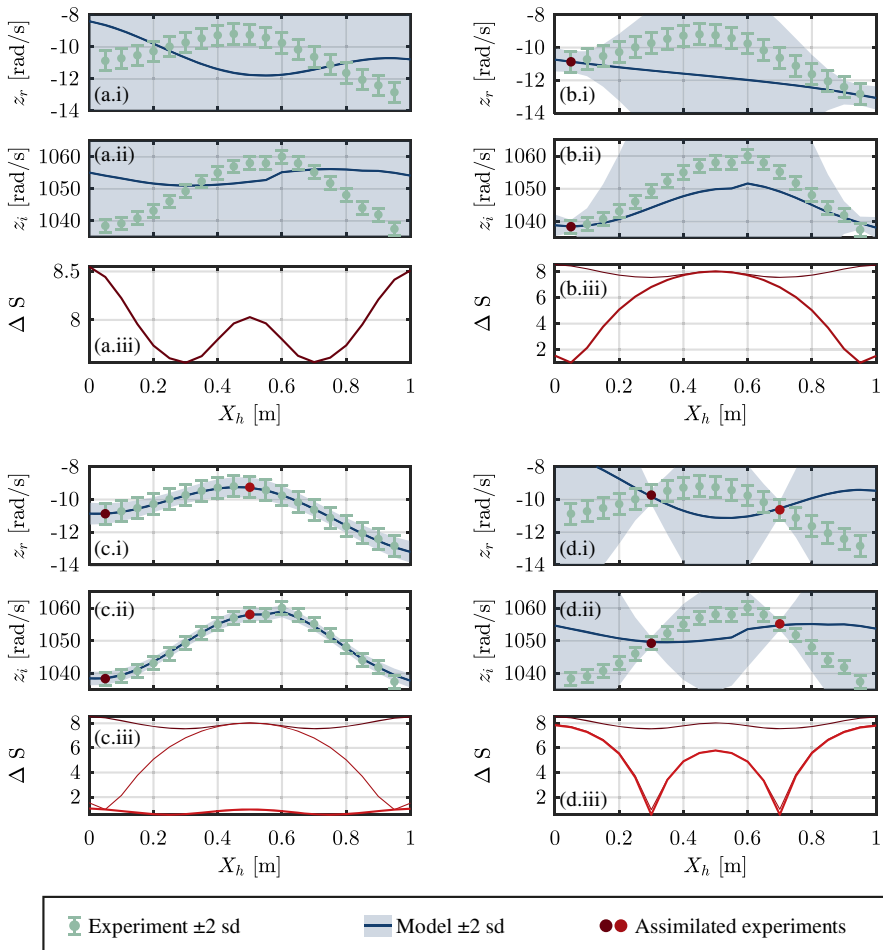 -8
-10
-12
-14
z_r [rad/s]
(a.i)
-8
-10
-12
-14
z_r [rad/s]
(b.i)
1060
1050
1040
z_i [rad/s]
(a.ii)
1060
1050
1040
z_i [rad/s]
(b.ii)
8.5
8
Δ S
(a.iii)
0 0.2 0.4 0.6 0.8 1
X_h [m]
8
6
4
2
Δ S
(b.iii)
0 0.2 0.4 0.6 0.8 1
X_h [m]
-8
-10
-12
-14
z_r [rad/s]
(c.i)
-8
-10
-12
-14
z_r [rad/s]
(d.i)
1060
1050
1040
z_i [rad/s]
(c.ii)
1060
1050
1040
z_i [rad/s]
(d.ii)
8
6
4
2
Δ S
(c.iii)
0 0.2 0.4 0.6 0.8 1
X_h [m]
8
6
4
2
Δ S
(d.iii)
0 0.2 0.4 0.6 0.8 1
X_h [m]
Experiment ±2 sd Model ±2 sd Assimilated experiments